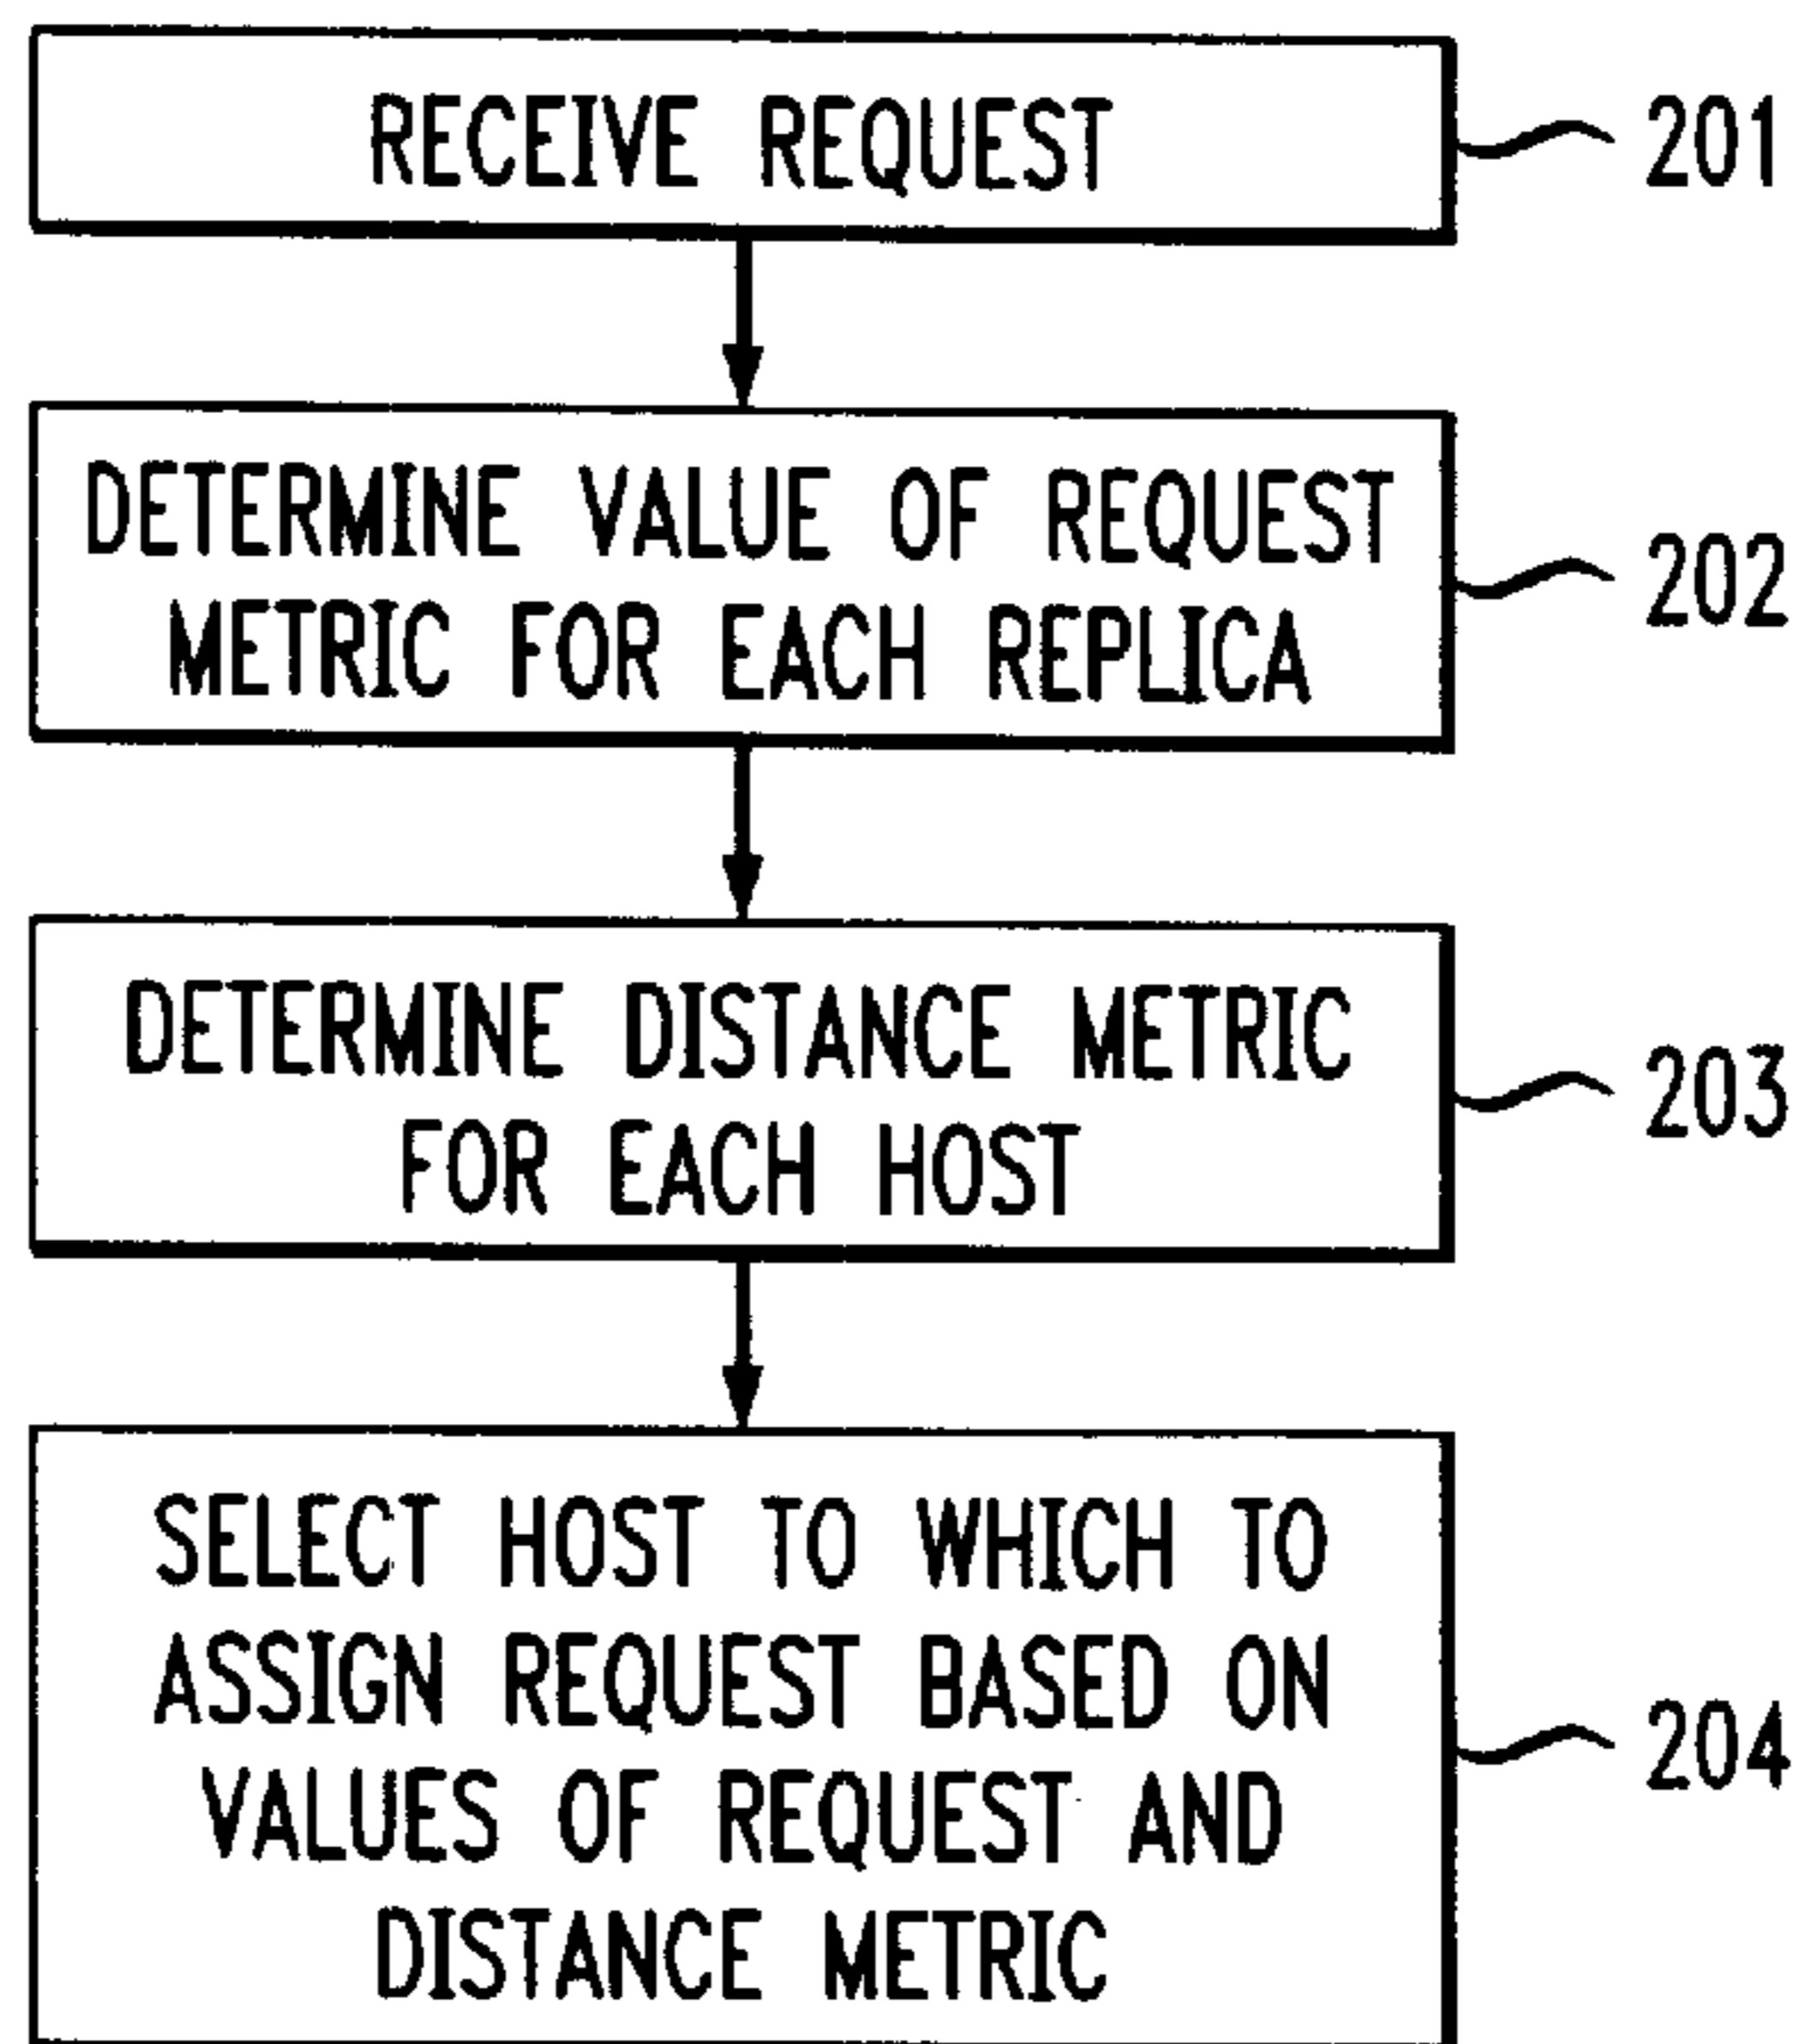 RECEIVE REQUEST
201
DETERMINE VALUE OF REQUEST
METRIC FOR EACH REPLICA
202
DETERMINE DISTANCE METRIC
FOR EACH HOST
203
SELECT HOST TO WHICH TO
ASSIGN REQUEST BASED ON
VALUES OF REQUEST AND
DISTANCE METRIC
204